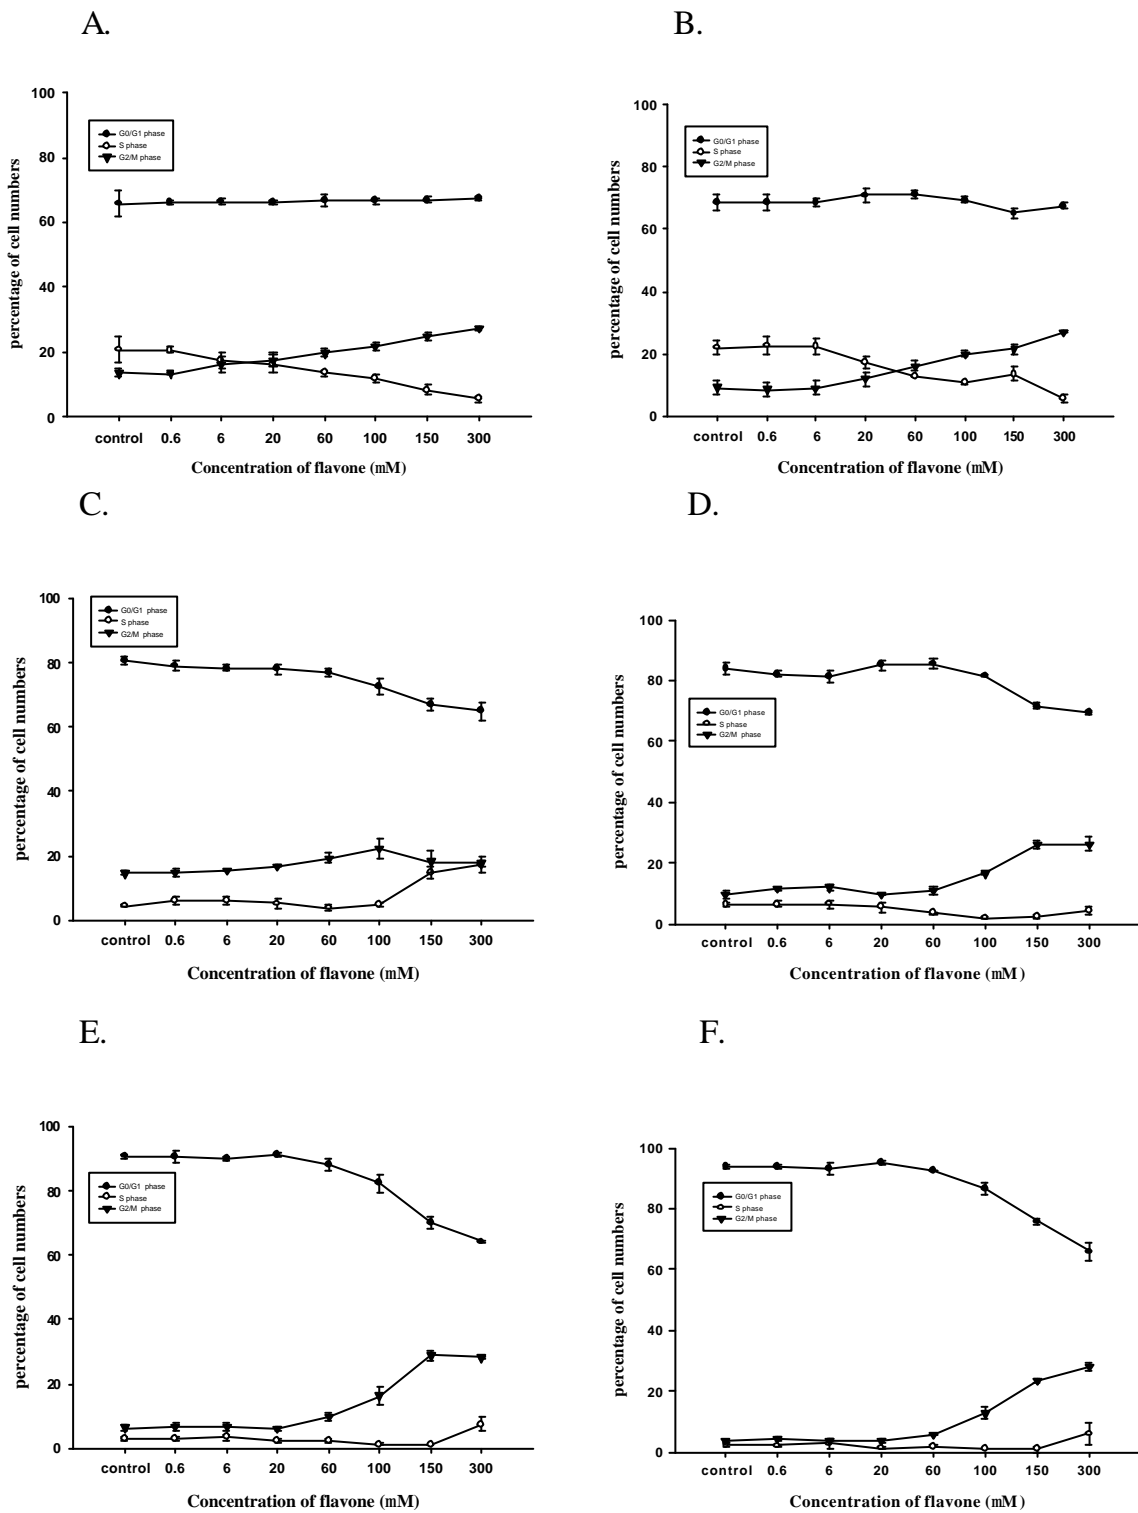 A.
percentage of cell numbers
100
80
60
40
20
0
G0/G1 phase
S phase
G2/M phase
control 0.6 6 20 60 100 150 300
Concentration of flavone (mM)
B.
percentage of cell numbers
100
80
60
40
20
0
G0/G1 phase
S phase
G2/M phase
control 0.6 6 20 60 100 150 300
Concentration of flavone (mM)
C.
percentage of cell numbers
100
80
60
40
20
0
G0/G1 phase
S phase
G2/M phase
control 0.6 6 20 60 100 150 300
Concentration of flavone (mM)
D.
percentage of cell numbers
100
80
60
40
20
0
G0/G1 phase
S phase
G2/M phase
control 0.6 6 20 60 100 150 300
Concentration of flavone (mM)
E.
percentage of cell numbers
100
80
60
40
20
0
G0/G1 phase
S phase
G2/M phase
control 0.6 6 20 60 100 150 300
Concentration of flavone (mM)
F.
percentage of cell numbers
100
80
60
40
20
0
G0/G1 phase
S phase
G2/M phase
control 0.6 6 20 60 100 150 300
Concentration of flavone (mM)